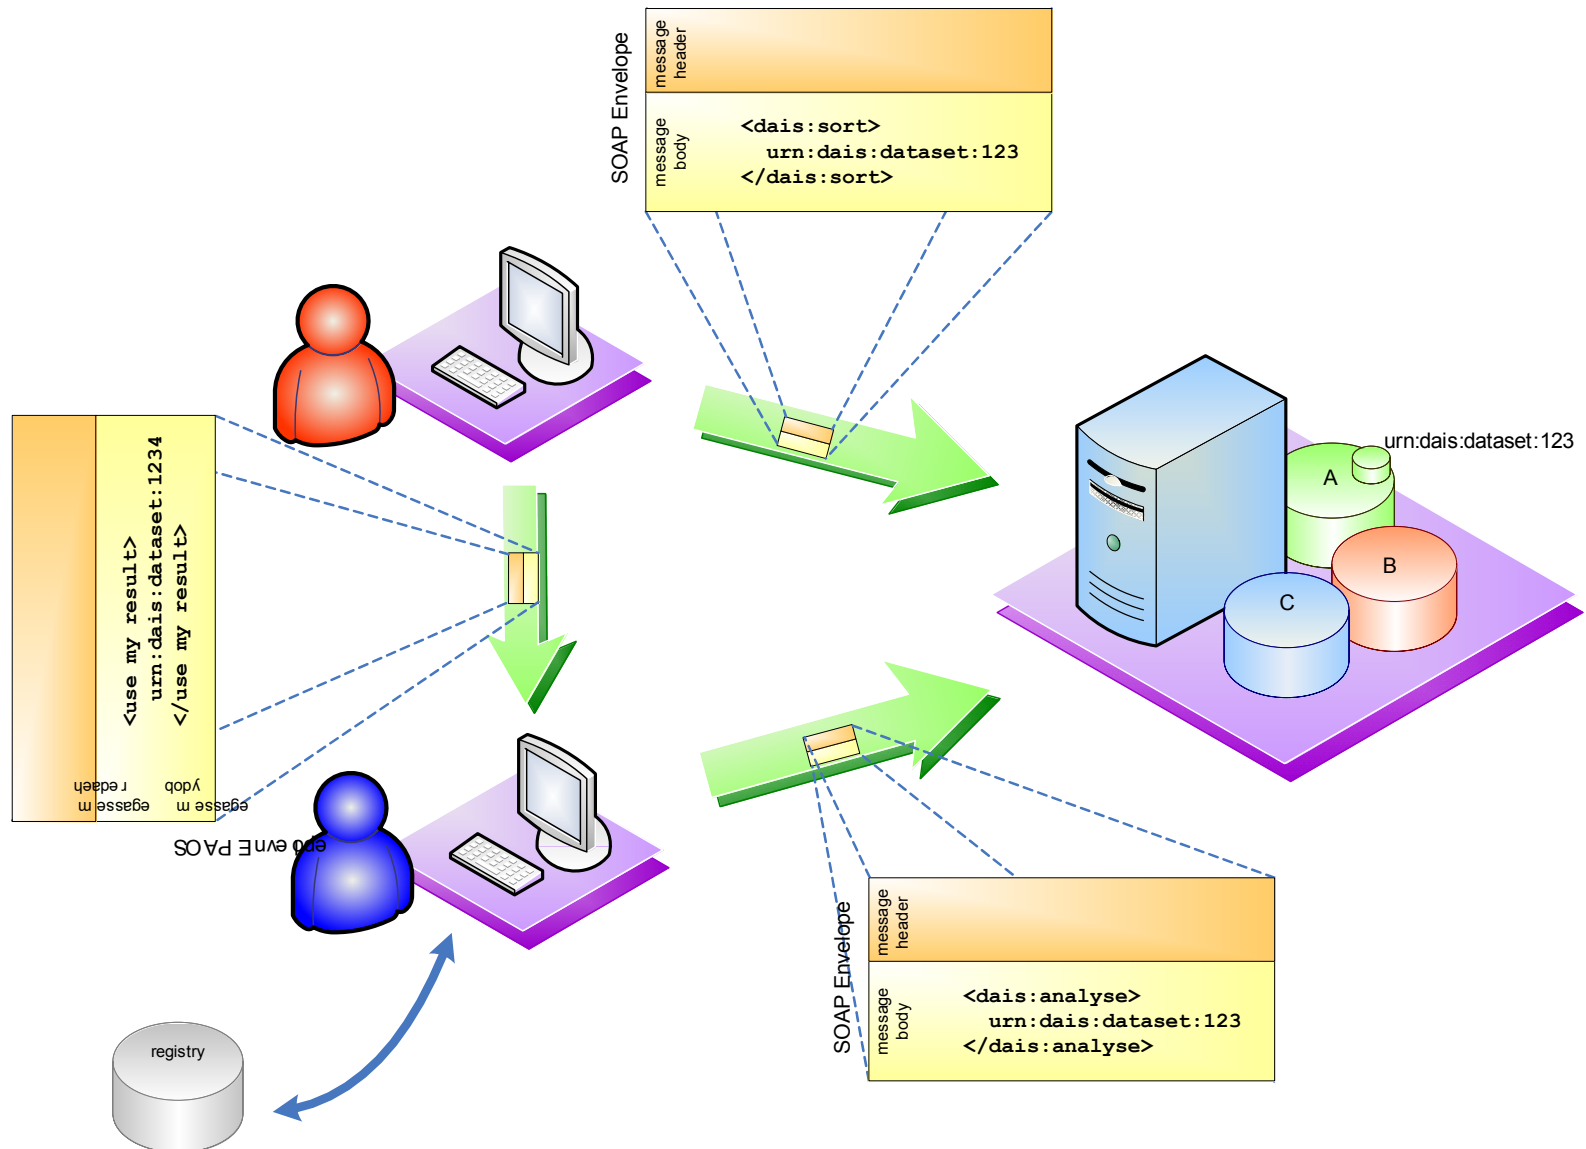 SOAP Envelope
message
header
message
body
<dais:sort>
urn:dais:dataset:123
</dais:sort>
urn:dais:dataset:123
A
B
C
<use my result>
urn:dais:dataset:1234
</use my result>
message
header
message
body
SOAP Envelope
SOAP Envelope
message
header
message
body
<dais:analyse>
urn:dais:dataset:123
</dais:analyse>
registry